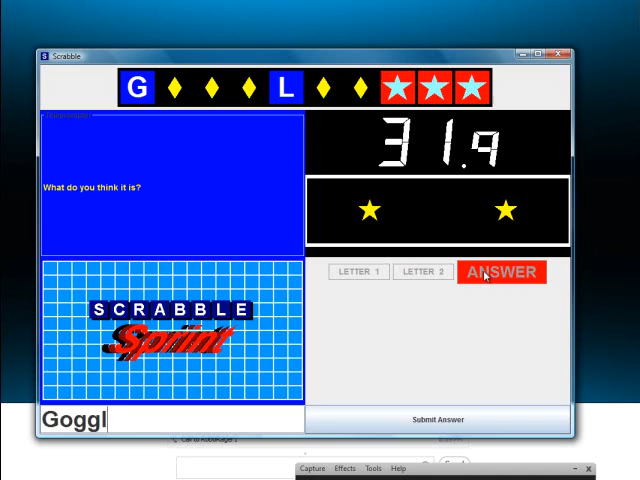 Scrabble
G L
31.9
What do you think it is?
LETTER 1 LETTER 2 ANSWER
SCRABBLE
Sprint
Goggl
Submit Answer
Capture Effects Tools Help